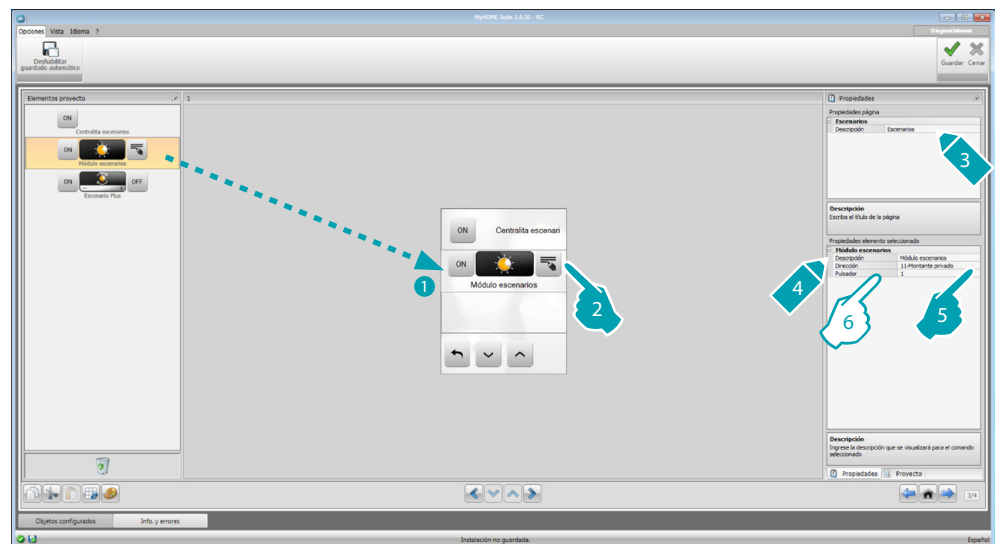 MyHOME Suite 1.0.30 - RC
Opciones Vista Idioma ?
Deshabilitar
guardado automático
Guardar Cerrar
Elementos proyecto
1
ON
Centralita escenarios
ON
Módulo escenarios
ON OFF
Escenario Plus
ON Centralita escenari
ON
Módulo escenarios
1
2
Propiedades
Propiedades página
Escenarios
Descripción Escenarios
3
Descripción
Escriba el título de la página
Propiedades elemento seleccionado
Módulo escenarios
Descripción Módulo escenarios
Dirección 11-Montante privado
Pulsador 1
4
5
6
Descripción
Ingrese la descripción que se visualizará para el comando
seleccionado
Propiedades Proyecto
3/4
Objetos configurados Info. y errores
Instalación no guardada. Español